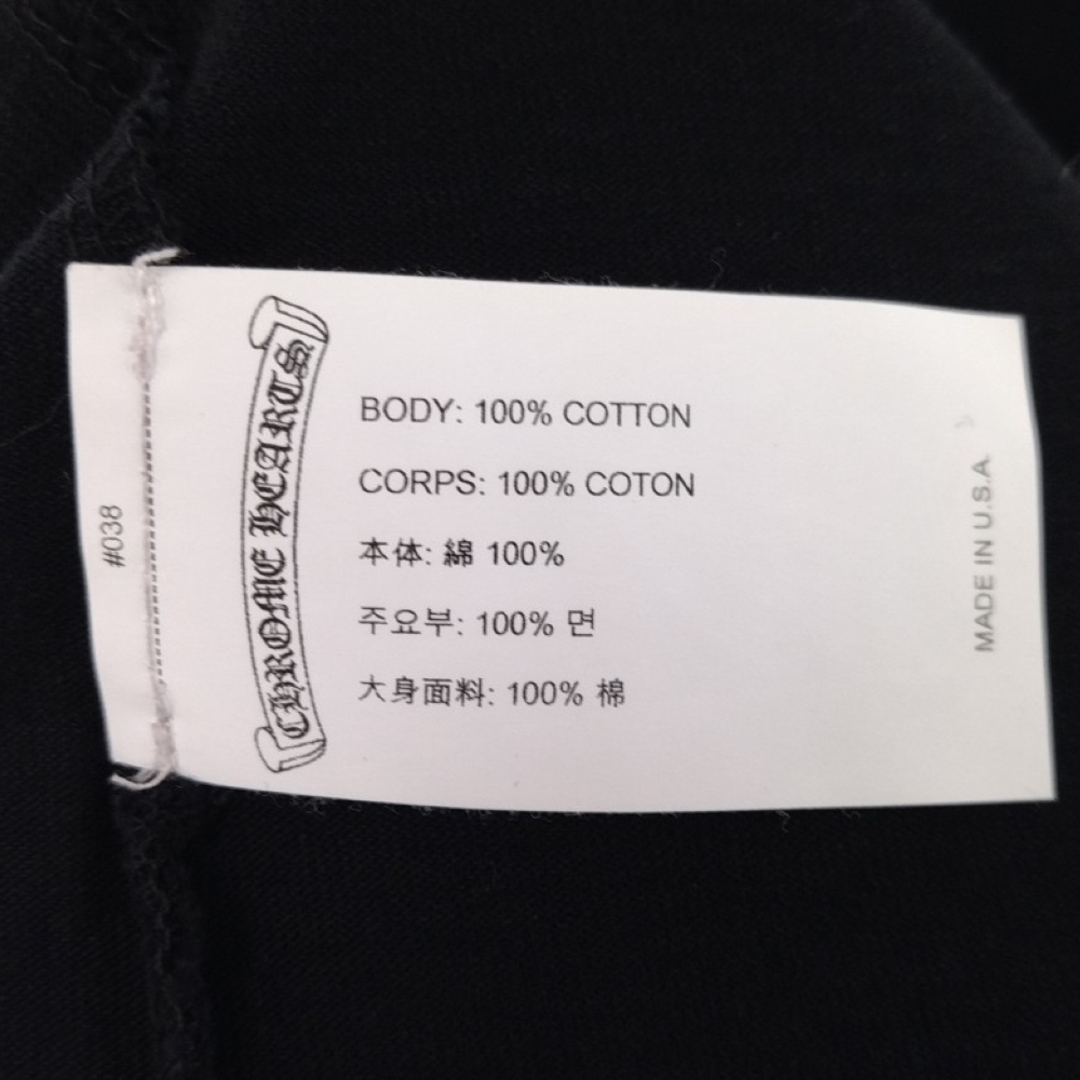 #038
CHROME HEARTS
BODY: 100% COTTON
CORPS: 100% COTON
本体: 綿 100%
주요부: 100% 면
大身面料: 100% 棉
MADE IN U.S.A.